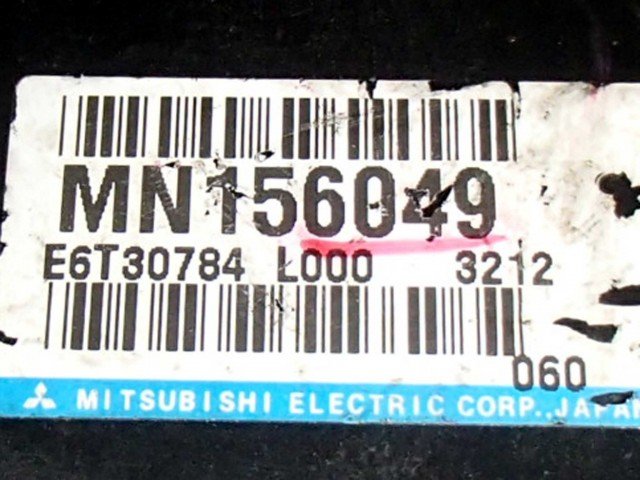 MN156049
E6T30784 L000 3212
060
MITSUBISHI ELECTRIC CORP., JAPAN